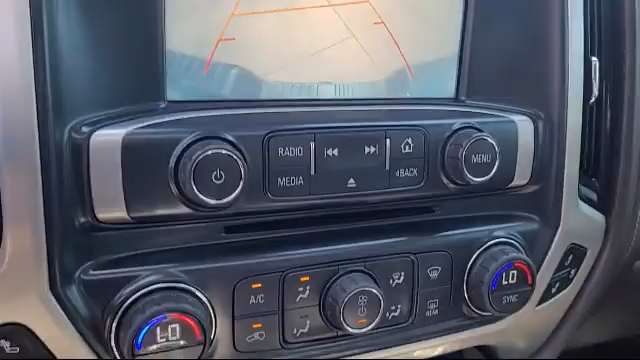 RADIO
MEDIA
BACK
MENU
A/C
REAR
LO
LO
SYNC